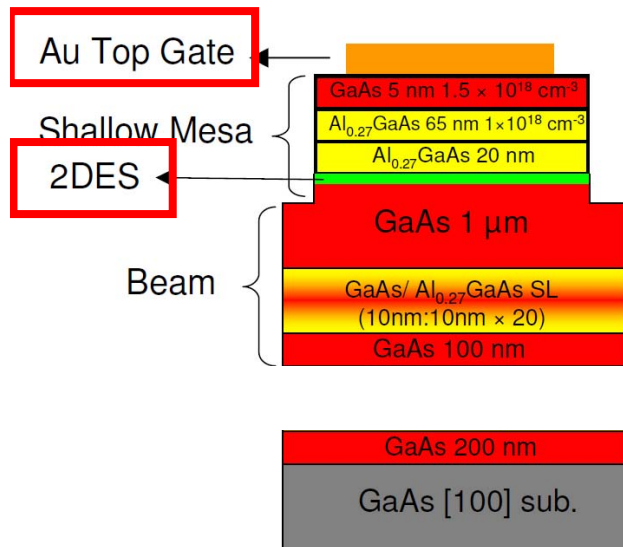 Au Top Gate
GaAs 5 nm 1.5 × 10¹⁸ cm⁻³
Shallow Mesa
Al₀.₂₇GaAs 65 nm 1×10¹⁸ cm⁻³
Al₀.₂₇GaAs 20 nm
2DES
GaAs 1 µm
Beam
GaAs/ Al₀.₂₇GaAs SL
(10nm:10nm × 20)
GaAs 100 nm
GaAs 200 nm
GaAs [100] sub.